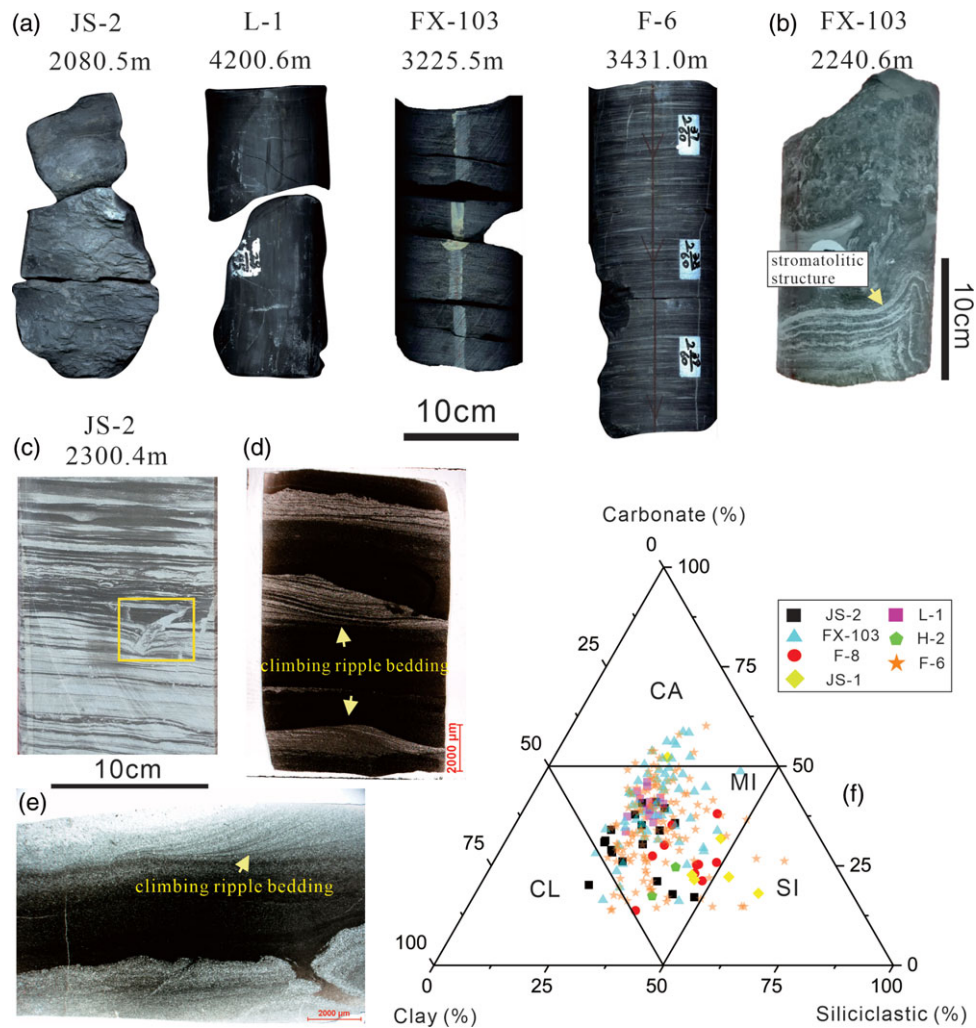 (a)
JS-2
2080.5m
L-1
4200.6m
FX-103
3225.5m
F-6
3431.0m
(b)
FX-103
2240.6m
stromatolitic
structure
10cm
10cm
(c)
JS-2
2300.4m
10cm
(d)
climbing ripple bedding
2000 μm
(e)
climbing ripple bedding
2000 μm
(f)
Carbonate (%)
0
100
JS-2
L-1
FX-103
H-2
F-8
F-6
JS-1
25
75
CA
50
50
MI
75
25
CL
SI
100
0
0
25
50
75
100
Clay (%)
Siliciclastic (%)